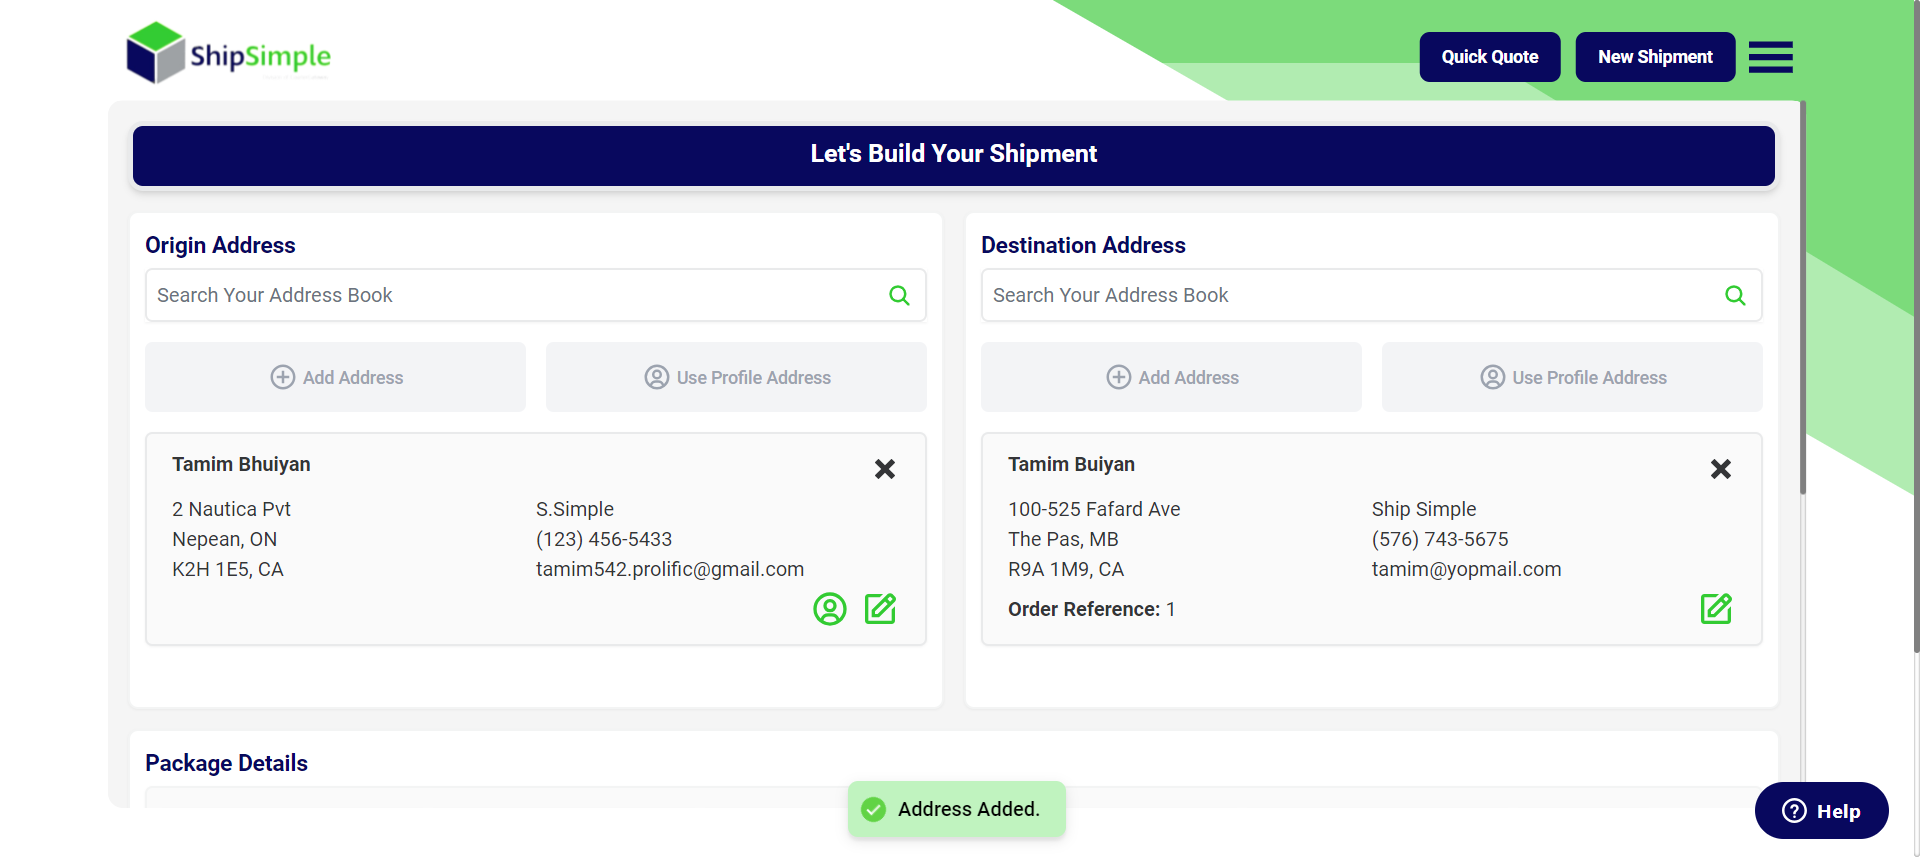 ShipSimple
Quick Quote
New Shipment
Let's Build Your Shipment
Origin Address
Search Your Address Book
Add Address
Use Profile Address
Tamim Bhuiyan
2 Nautica Pvt
Nepean, ON
K2H 1E5, CA
S.Simple
(123) 456-5433
tamim542.prolific@gmail.com
Destination Address
Search Your Address Book
Add Address
Use Profile Address
Tamim Buiyan
100-525 Fafard Ave
The Pas, MB
R9A 1M9, CA
Ship Simple
(576) 743-5675
tamim@yopmail.com
Order Reference: 1
Package Details
Address Added.
Help